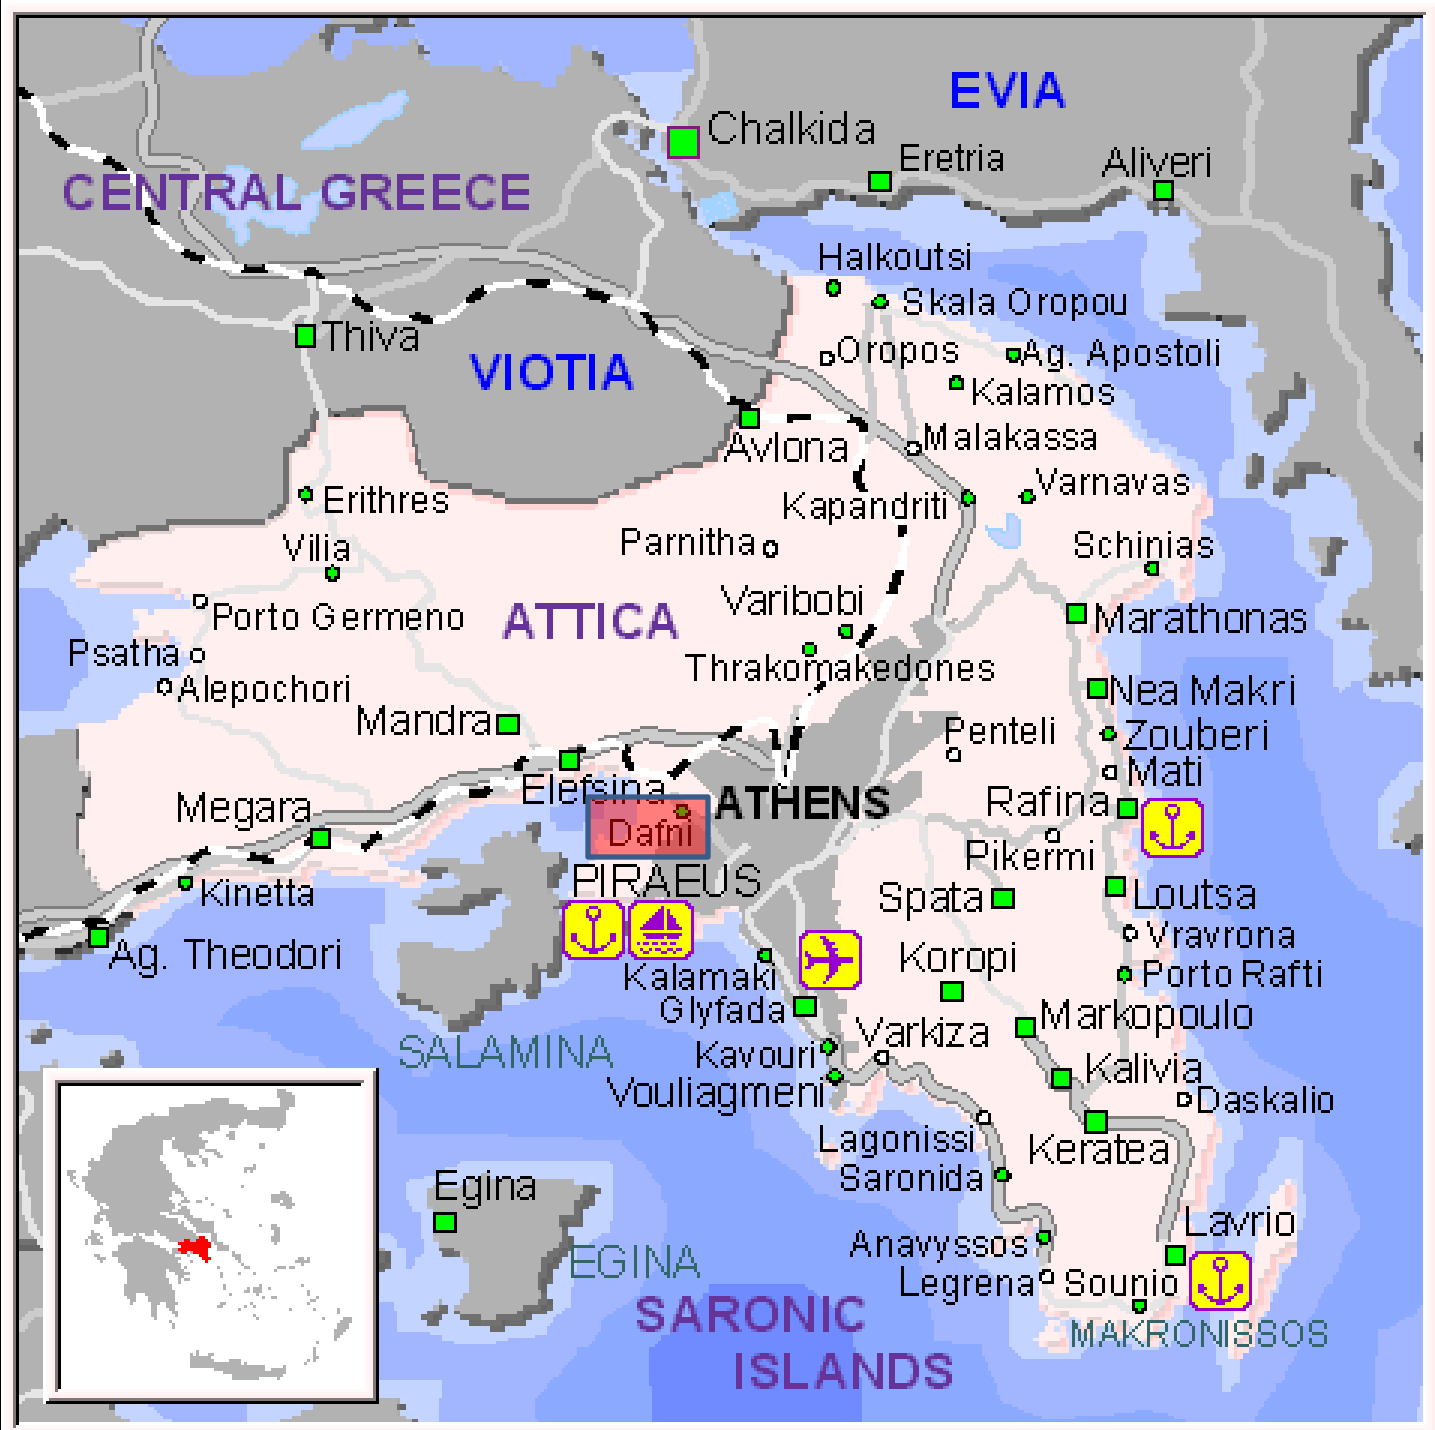 EVIA
Chalkida
Eretria
Aliveri
CENTRAL GREECE
Halkoutsi
Skala Oropou
Thiva
VIOTIA
Oropos
Ag. Apostoli
Kalamos
Avlona
Malakassa
Erithres
Kapandriti
Varnavas
Vilia
Parnitha
Schinias
Porto Germeno
ATTICA
Varibobi
Marathonas
Psatha
Thrakomakedones
Alepochori
Nea Makri
Mandra
Penteli
Zouberi
Mati
Elefsina
ATHENS
Rafina
Megara
Dafni
Pikermi
PIRAEUS
Kinetta
Spata
Loutsa
Vravrona
Ag. Theodori
Koropi
Kalamaki
Porto Rafti
Glyfada
Markopoulo
SALAMINA
Varkiza
Kavouri
Kalivia
Vouliagmeni
Daskalio
Lagonissi
Keratea
Saronida
Egina
Lavrio
Anavyssos
EGINA
Legrena
Sounio
SARONIC
ISLANDS
MAKRONISSOS